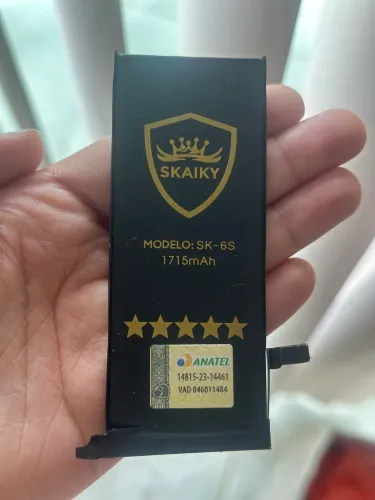 SKAIKY
MODELO: SK-6S
1715mAh
ANATEL
14815-23-14461
VAD 846011484